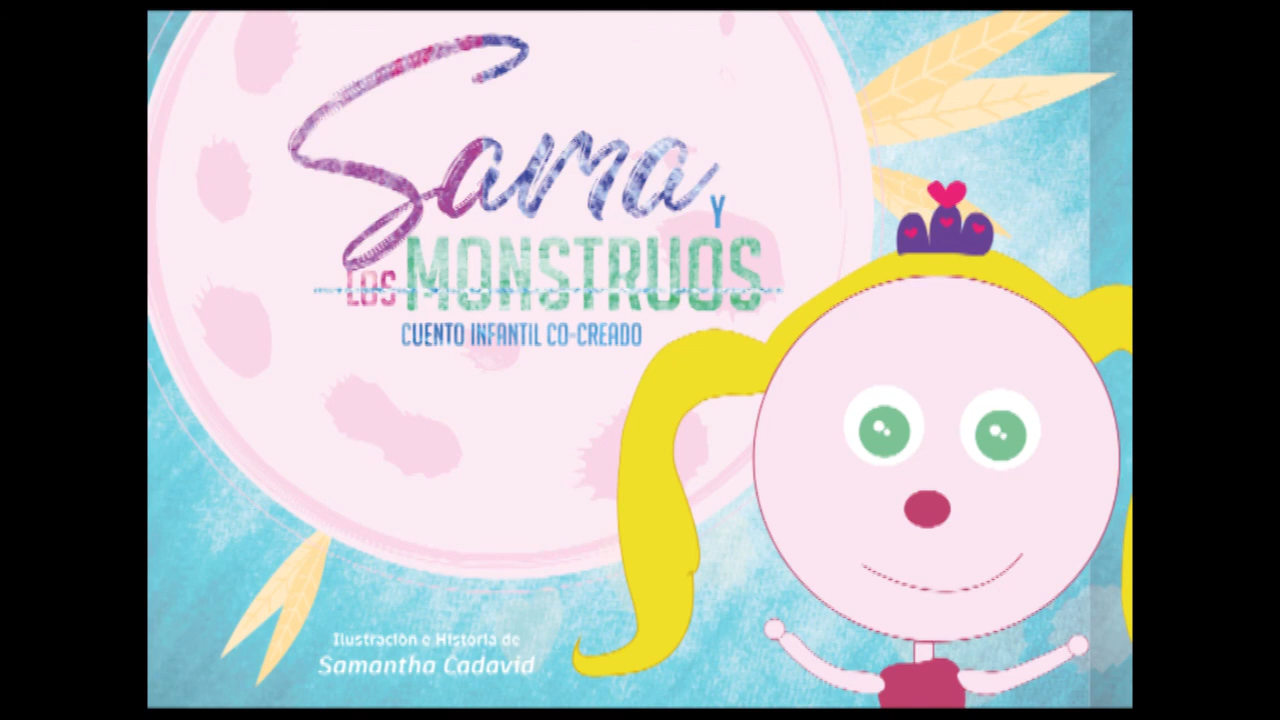 Sama y
LOS MONSTRUOS
CUENTO INFANTIL CO-CREADO
Ilustración e Historia de
Samantha Cadavid